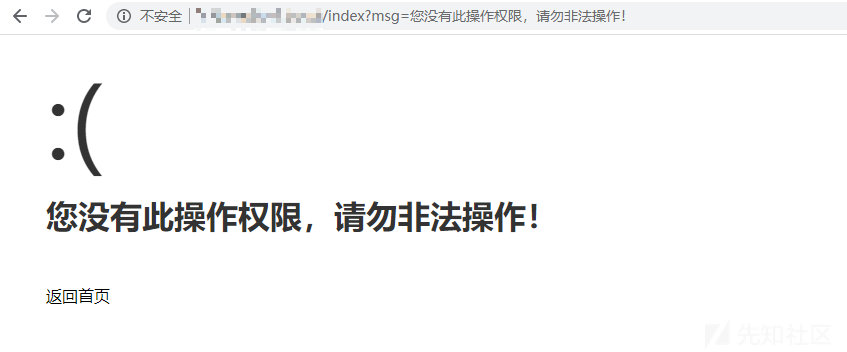 不安全 | /index?msg=您没有此操作权限，请勿非法操作！
:(
您没有此操作权限，请勿非法操作！
返回首页
先知社区